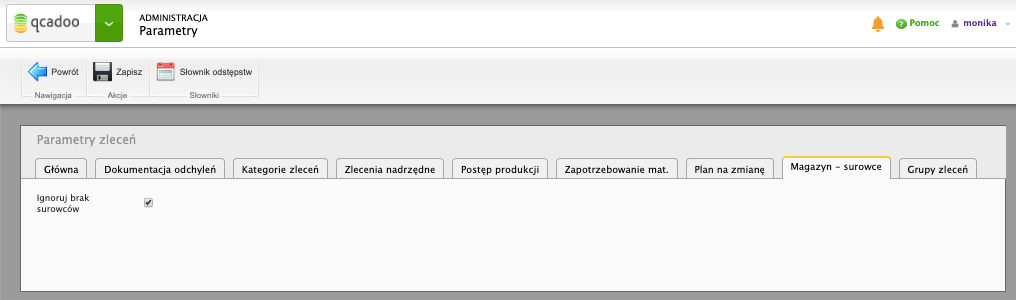 qcadoo
ADMINISTRACJA
Parametry
Pomoc
monika
Powrót
Zapisz
Słownik odstępstw
Nawigacja
Akcje
Słowniki
Parametry zleceń
Główna
Dokumentacja odchyleń
Kategorie zleceń
Zlecenia nadrzędne
Postęp produkcji
Zapotrzebowanie mat.
Plan na zmianę
Magazyn – surowce
Grupy zleceń
Ignoruj brak
surowców